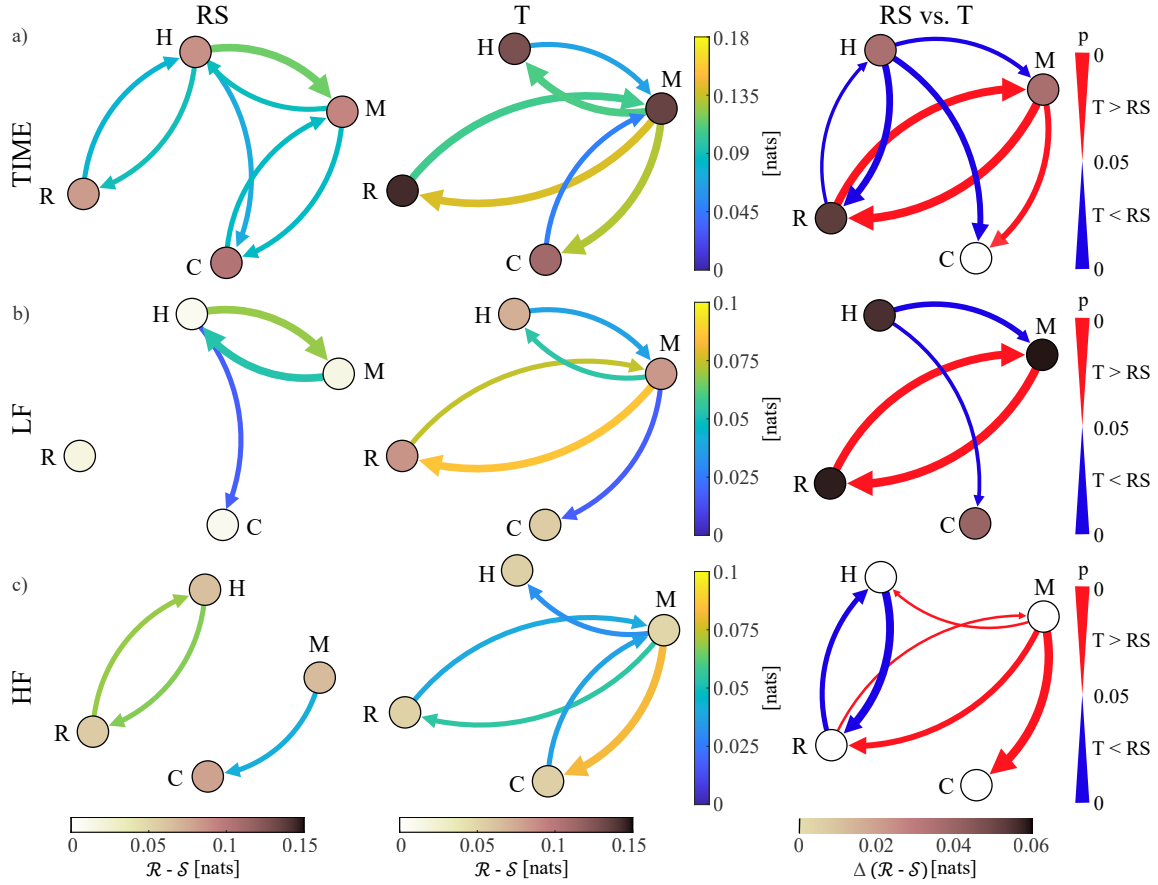 RS
T
RS vs. T
a)
TIME
H
M
R
C
H
M
R
C
0.18
0.135
0.09
0.045
0
[nats]
H
M
R
C
p
0
T > RS
0.05
T < RS
0
b)
LF
H
M
R
C
H
M
R
C
0.1
0.075
0.05
0.025
0
[nats]
H
M
R
C
p
0
T > RS
0.05
T < RS
0
c)
HF
H
M
R
C
H
M
R
C
0.1
0.075
0.05
0.025
0
[nats]
H
M
R
C
p
0
T > RS
0.05
T < RS
0
0 0.05 0.1 0.15
ℛ - 𝒮 [nats]
0 0.05 0.1 0.15
ℛ - 𝒮 [nats]
0 0.02 0.04 0.06
Δ (ℛ - 𝒮) [nats]